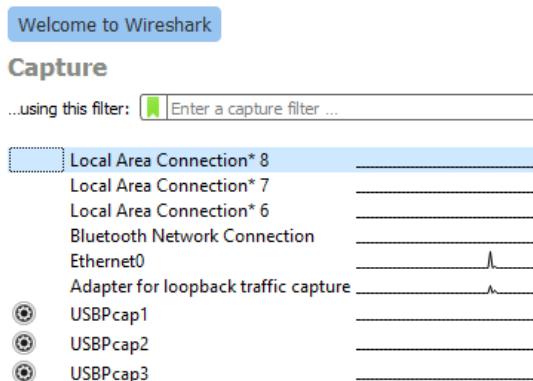 Welcome to Wireshark
Capture
...using this filter: Enter a capture filter ...
Local Area Connection* 8
Local Area Connection* 7
Local Area Connection* 6
Bluetooth Network Connection
Ethernet0
Adapter for loopback traffic capture
USBPcap1
USBPcap2
USBPcap3